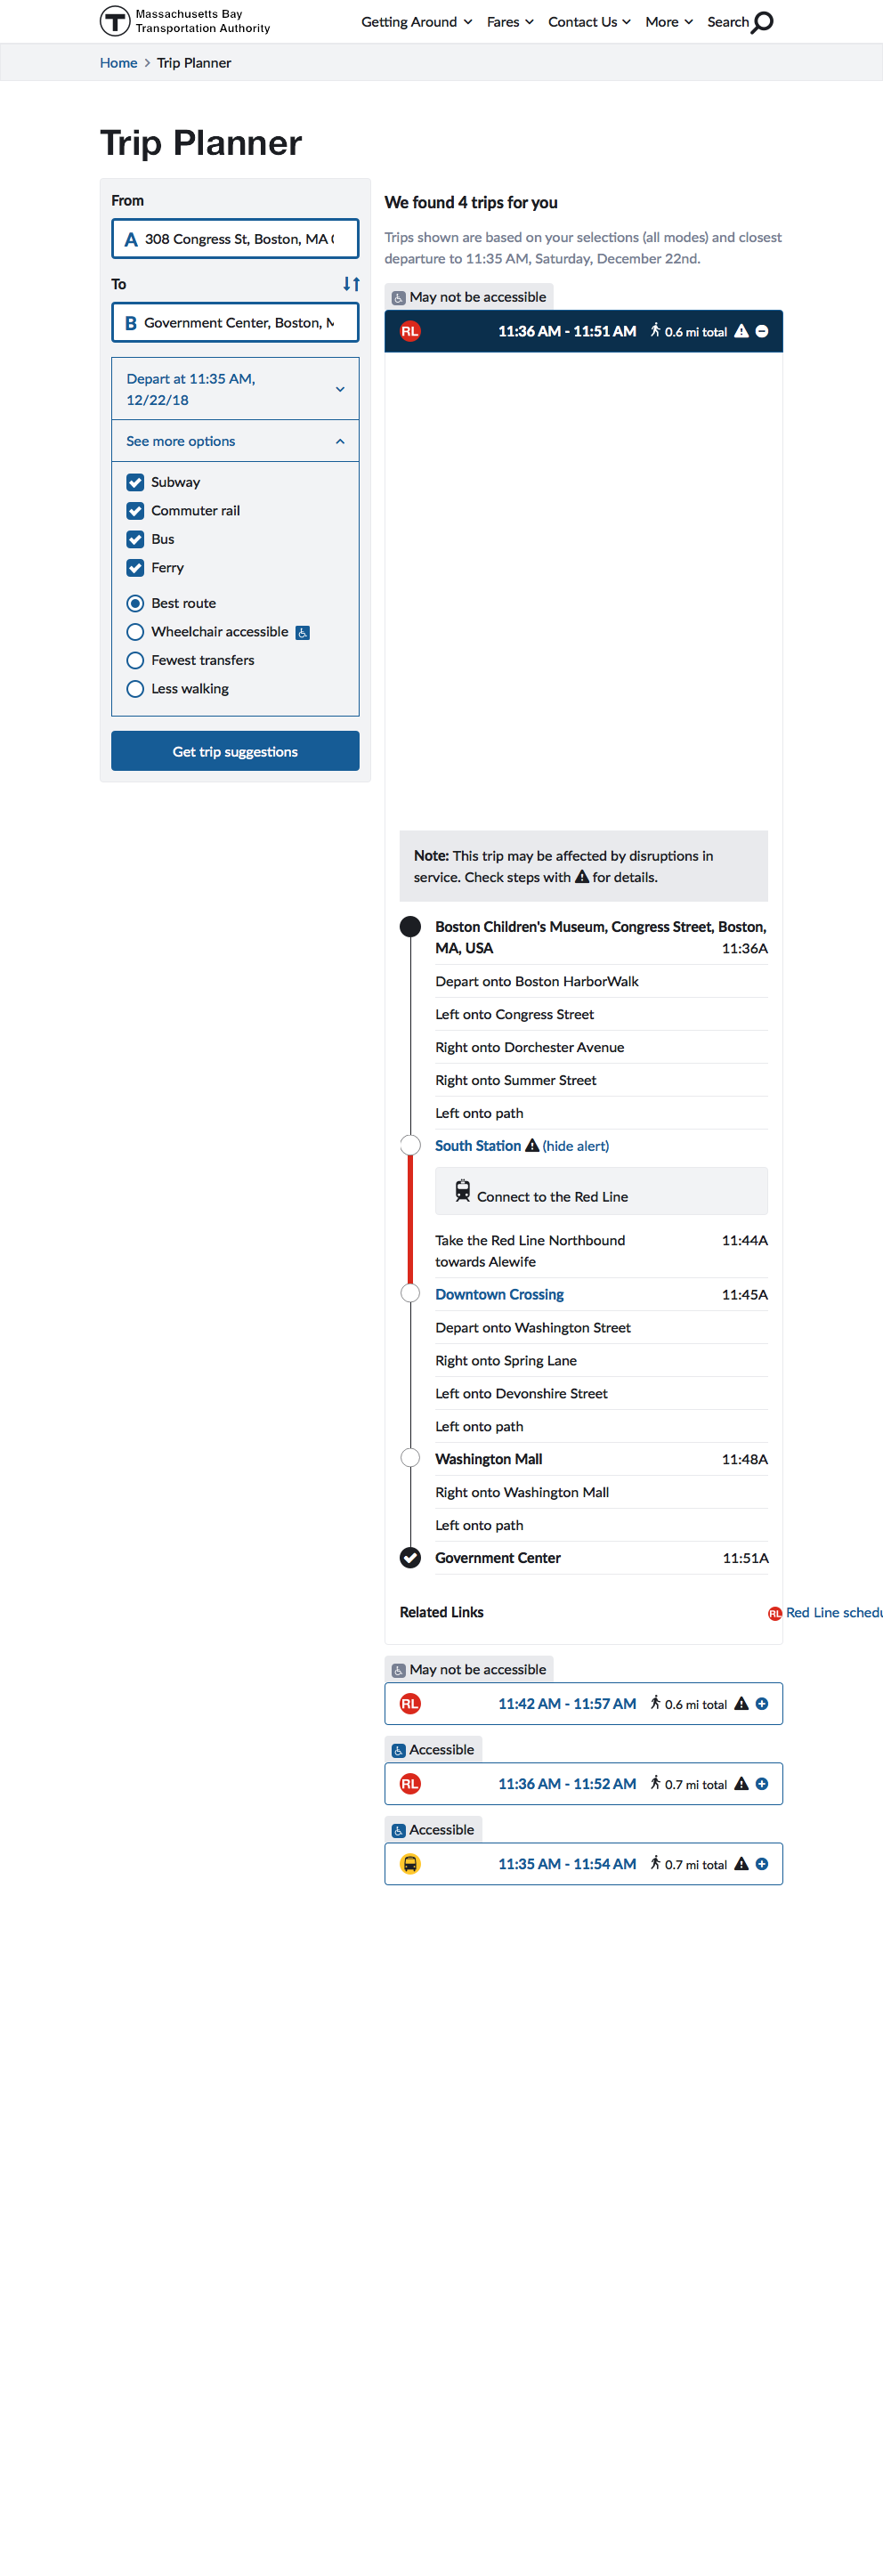 Massachusetts Bay
Transportation Authority
Getting Around
Fares
Contact Us
More
Search
Home
Trip Planner
Trip Planner
From
A 308 Congress St, Boston, MA
To
B Government Center, Boston,
Depart at 11:35 AM,
12/22/18
See more options
Subway
Commuter rail
Bus
Ferry
Best route
Wheelchair accessible
Fewest transfers
Less walking
Get trip suggestions
We found 4 trips for you
Trips shown are based on your selections (all modes) and closest
departure to 11:35 AM, Saturday, December 22nd.
May not be accessible
RL 11:36 AM - 11:51 AM 0.6 mi total
Note: This trip may be affected by disruptions in
service. Check steps with for details.
Boston Children's Museum, Congress Street, Boston,
MA, USA 11:36A
Depart onto Boston HarborWalk
Left onto Congress Street
Right onto Dorchester Avenue
Right onto Summer Street
Left onto path
South Station (hide alert)
Connect to the Red Line
Take the Red Line Northbound 11:44A
towards Alewife
Downtown Crossing 11:45A
Depart onto Washington Street
Right onto Spring Lane
Left onto Devonshire Street
Left onto path
Washington Mall 11:48A
Right onto Washington Mall
Left onto path
Government Center 11:51A
Related Links RL Red Line schedu
May not be accessible
RL 11:42 AM - 11:57 AM 0.6 mi total
Accessible
RL 11:36 AM - 11:52 AM 0.7 mi total
Accessible
11:35 AM - 11:54 AM 0.7 mi total